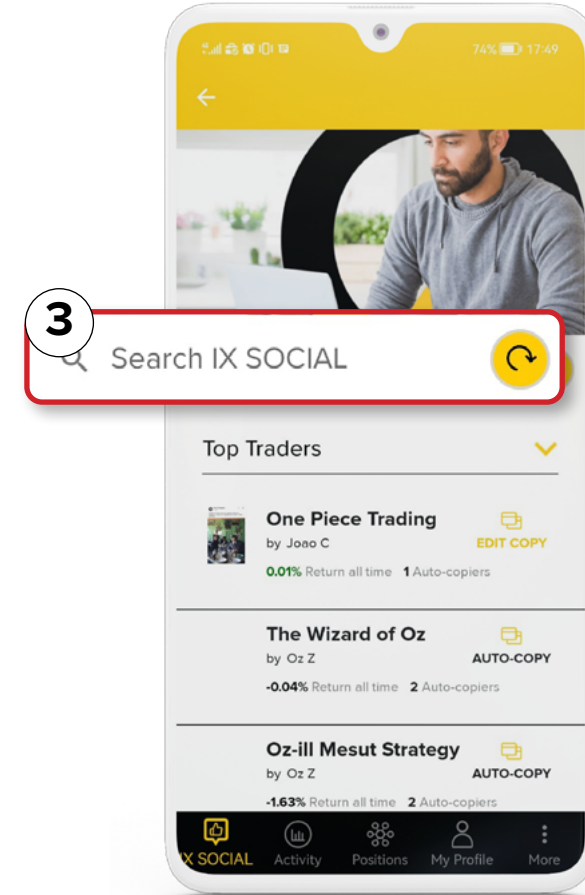 74% 17:49
3
Search IX SOCIAL
Top Traders
One Piece Trading
by Joao C
EDIT COPY
0.01% Return all time 1 Auto-copiers
The Wizard of Oz
by Oz Z
AUTO-COPY
-0.04% Return all time 2 Auto-copiers
Oz-ill Mesut Strategy
by Oz Z
AUTO-COPY
-1.63% Return all time 2 Auto-copiers
IX SOCIAL Activity Positions My Profile More